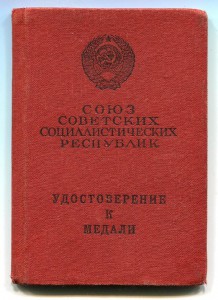 СОЮЗ
СОВЕТСКИХ
СОЦИАЛИСТИЧЕСКИХ
РЕСПУБЛИК
УДОСТОВЕРЕНИЕ
К
МЕДАЛИ